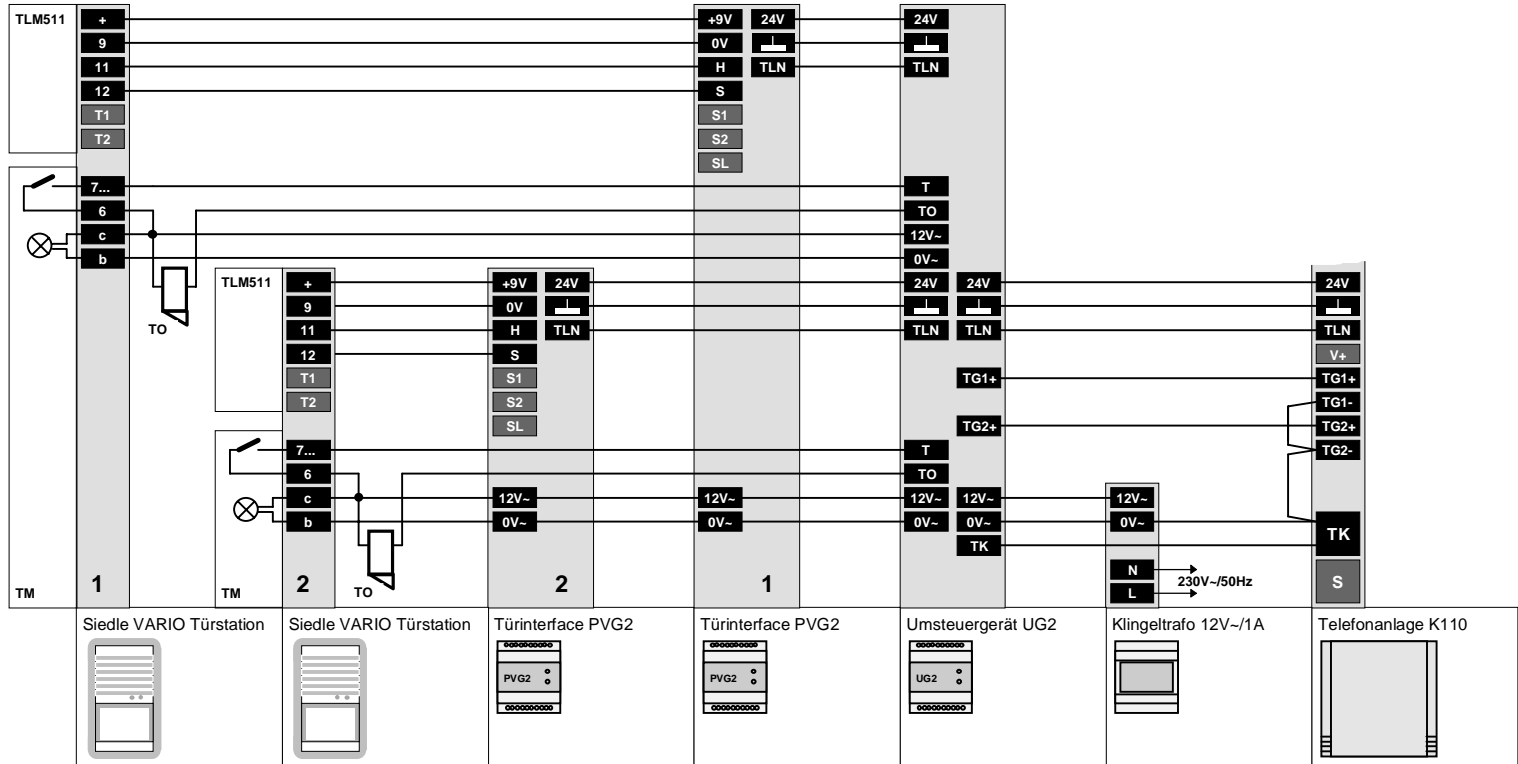 TLM511 + +9V 24V 24V
9 0V
11 H TLN TLN
12 S
T1 S1
T2 S2
SL
7... T
6 TO
c 12V~
b 0V~
TLM511 + +9V 24V 24V 24V 24V
9 0V
TO 11 H TLN TLN TLN TLN
12 S V+
T1 S1 TG1+ TG1+
T2 S2 TG1-
SL TG2+ TG2+
7... T TG2-
6 TO
c 12V~ 12V~ 12V~ 12V~ 12V~
b 0V~ 0V~ 0V~ 0V~ 0V~ TK
TK
N 230V~/50Hz
L
TM 1 TM 2 TO 2 1 S
Siedle VARIO Türstation
Siedle VARIO Türstation
Türinterface PVG2
Türinterface PVG2
Umsteuergerät UG2
Klingeltrafo 12V~/1A
Telefonanlage K110
PVG2
PVG2
UG2